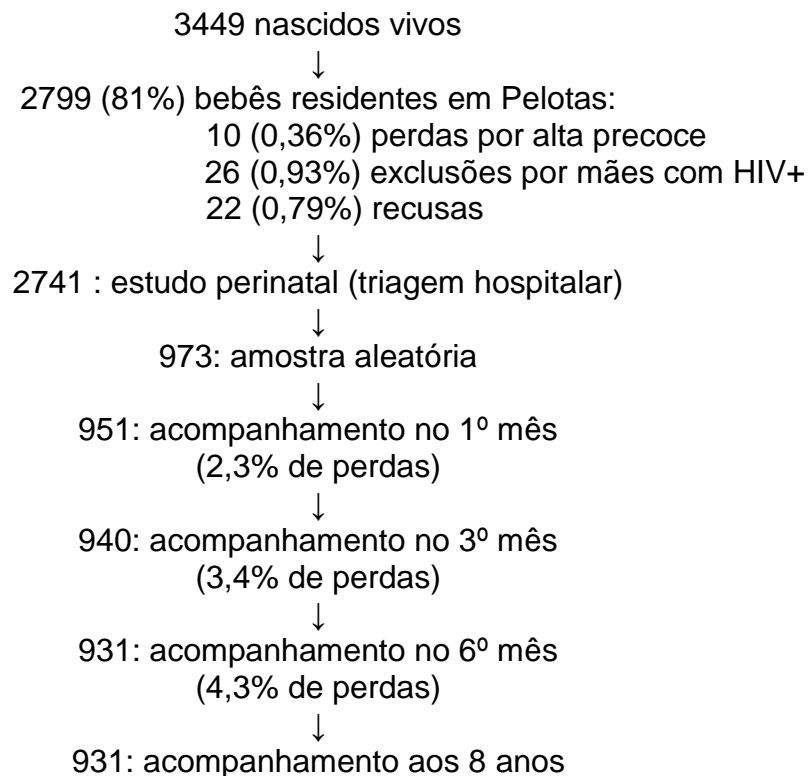 3449 nascidos vivos
↓
2799 (81%) bebês residentes em Pelotas:
10 (0,36%) perdas por alta precoce
26 (0,93%) exclusões por mães com HIV+
22 (0,79%) recusas
↓
2741 : estudo perinatal (triagem hospitalar)
↓
973: amostra aleatória
↓
951: acompanhamento no 1º mês
(2,3% de perdas)
↓
940: acompanhamento no 3º mês
(3,4% de perdas)
↓
931: acompanhamento no 6º mês
(4,3% de perdas)
↓
931: acompanhamento aos 8 anos